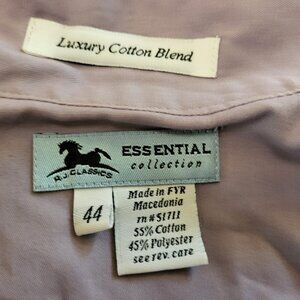 Luxury Cotton Blend
ESSENTIAL
collection
R.J. CLASSICS
44
Made in FYR
Macedonia
rn#51711
55% Cotton
45% Polyester
see rev. care